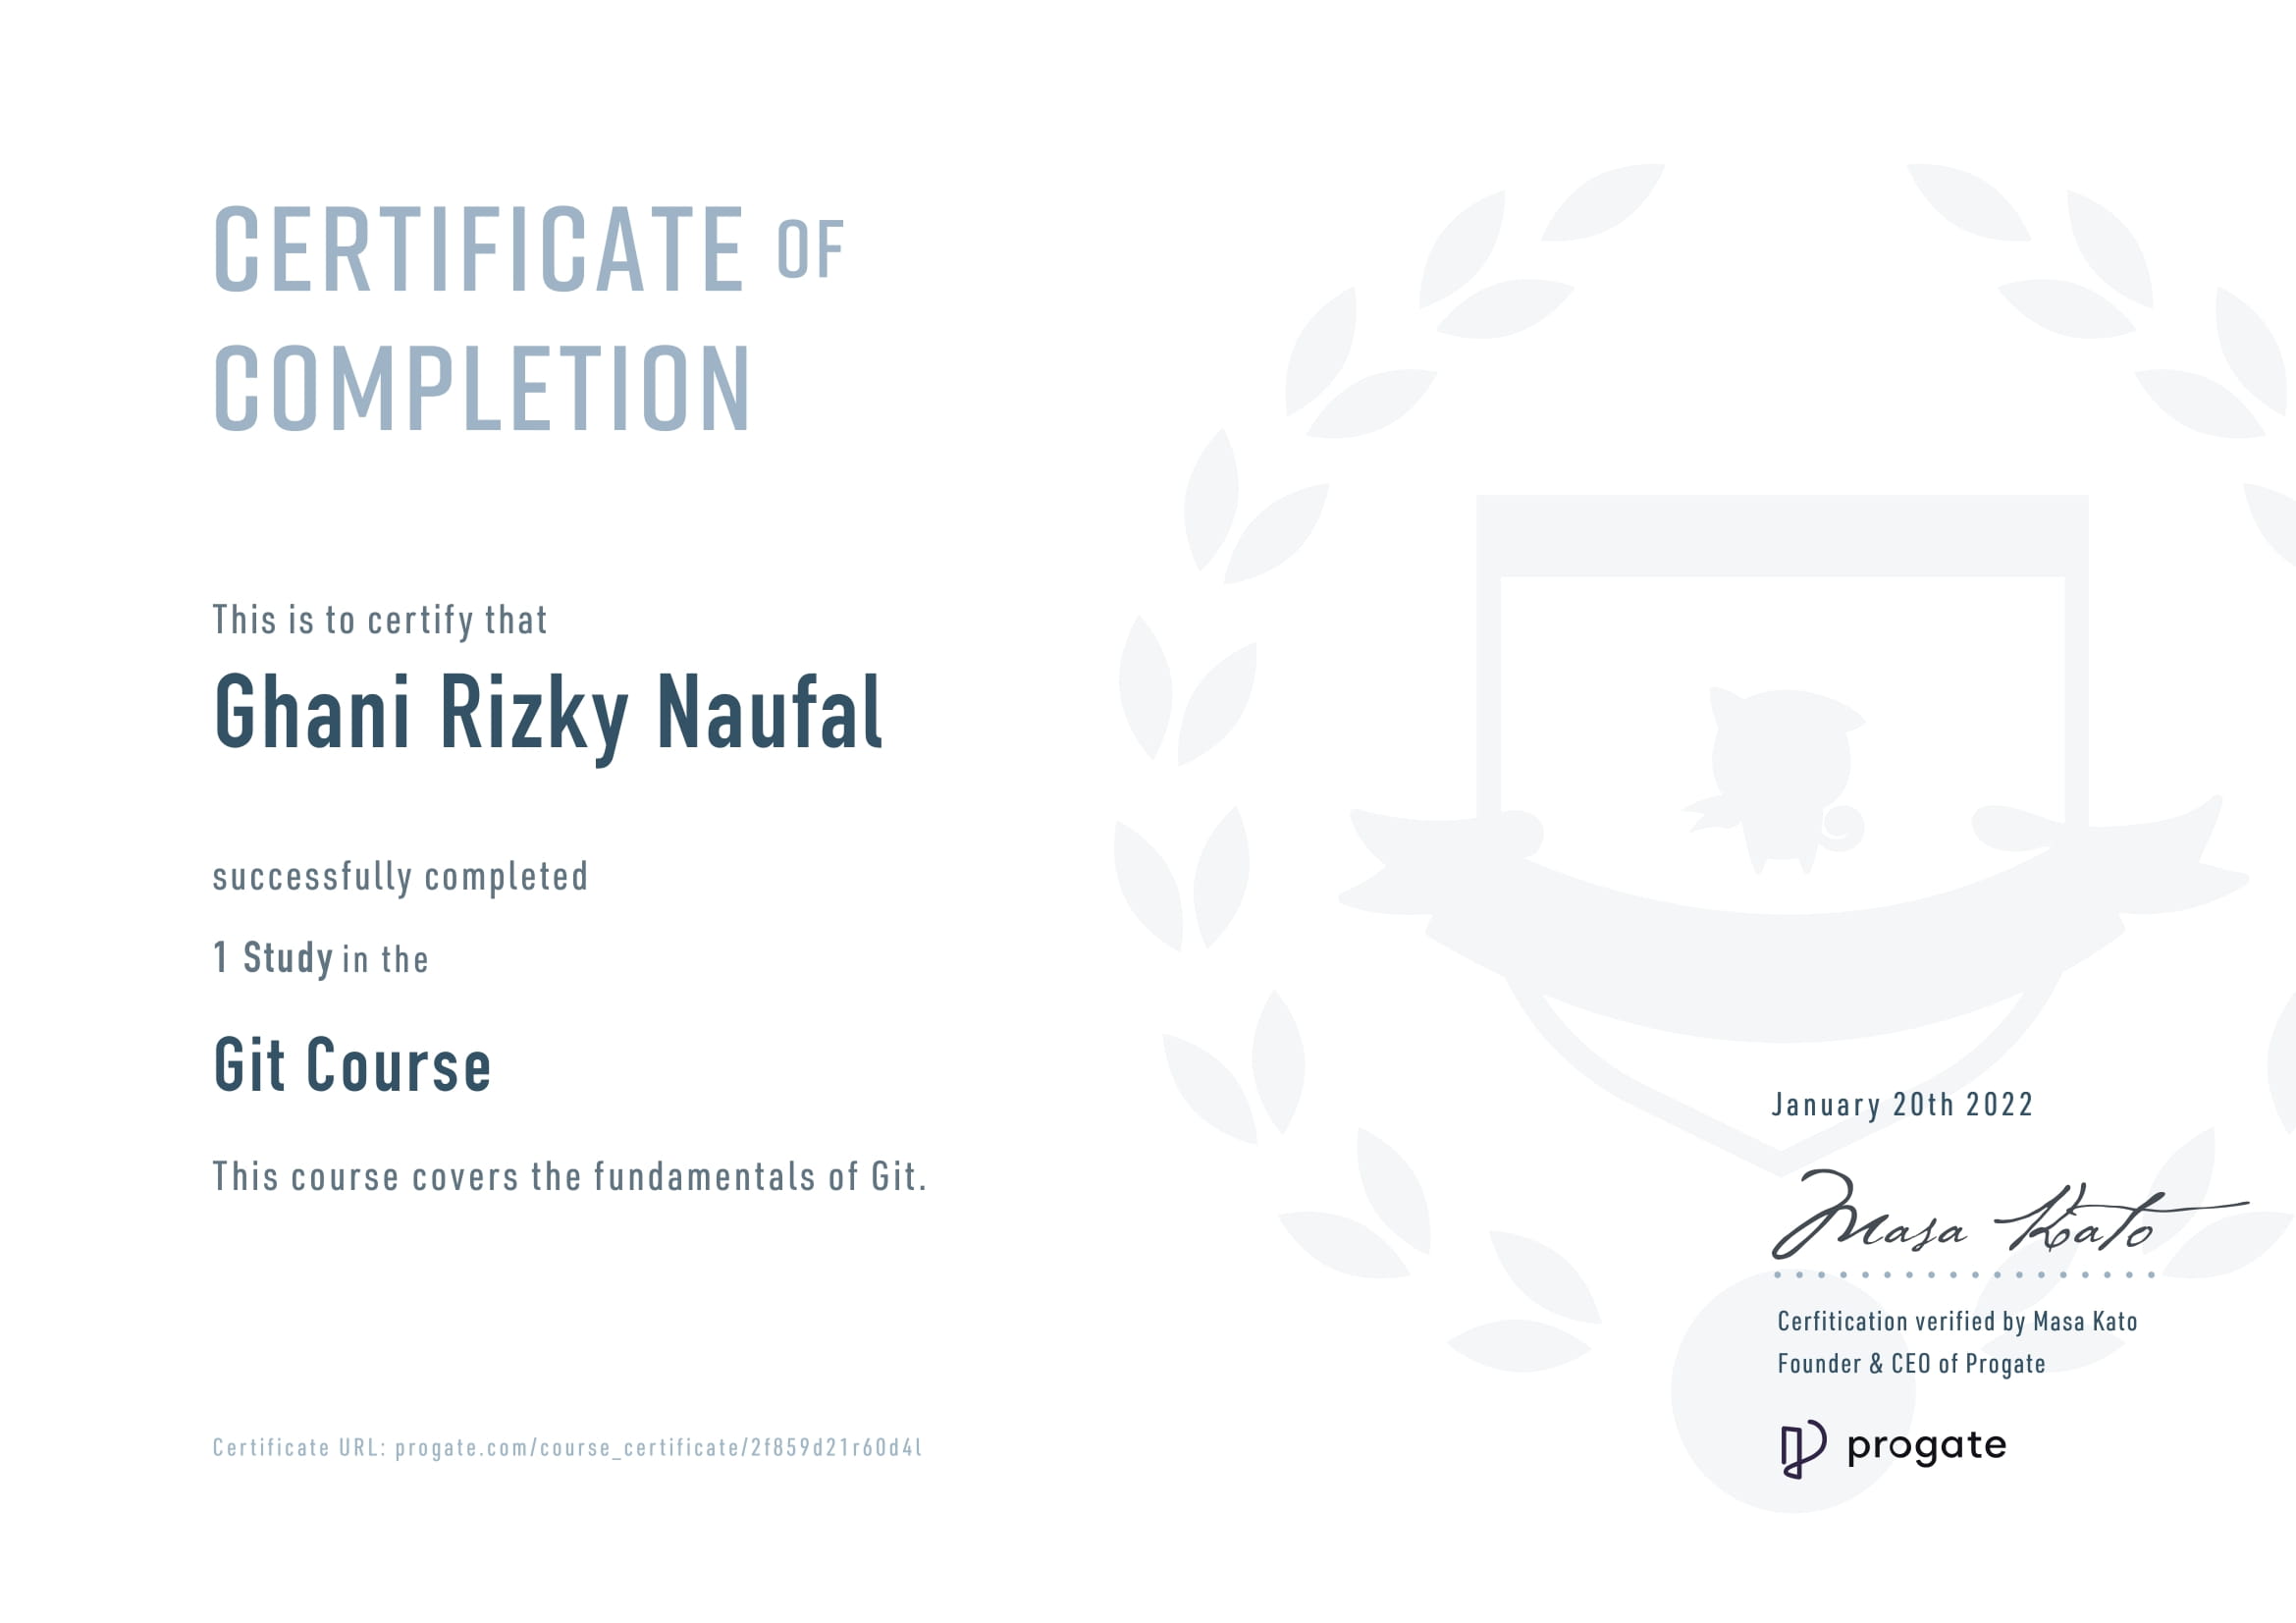 CERTIFICATE OF
COMPLETION
This is to certify that
Ghani Rizky Naufal
successfully completed
1 Study in the
Git Course
This course covers the fundamentals of Git.
Certificate URL: progate.com/course_certificate/2f859d21r60d4l
January 20th 2022
Masa Kato
Cerfitication verified by Masa Kato
Founder & CEO of Progate
progate